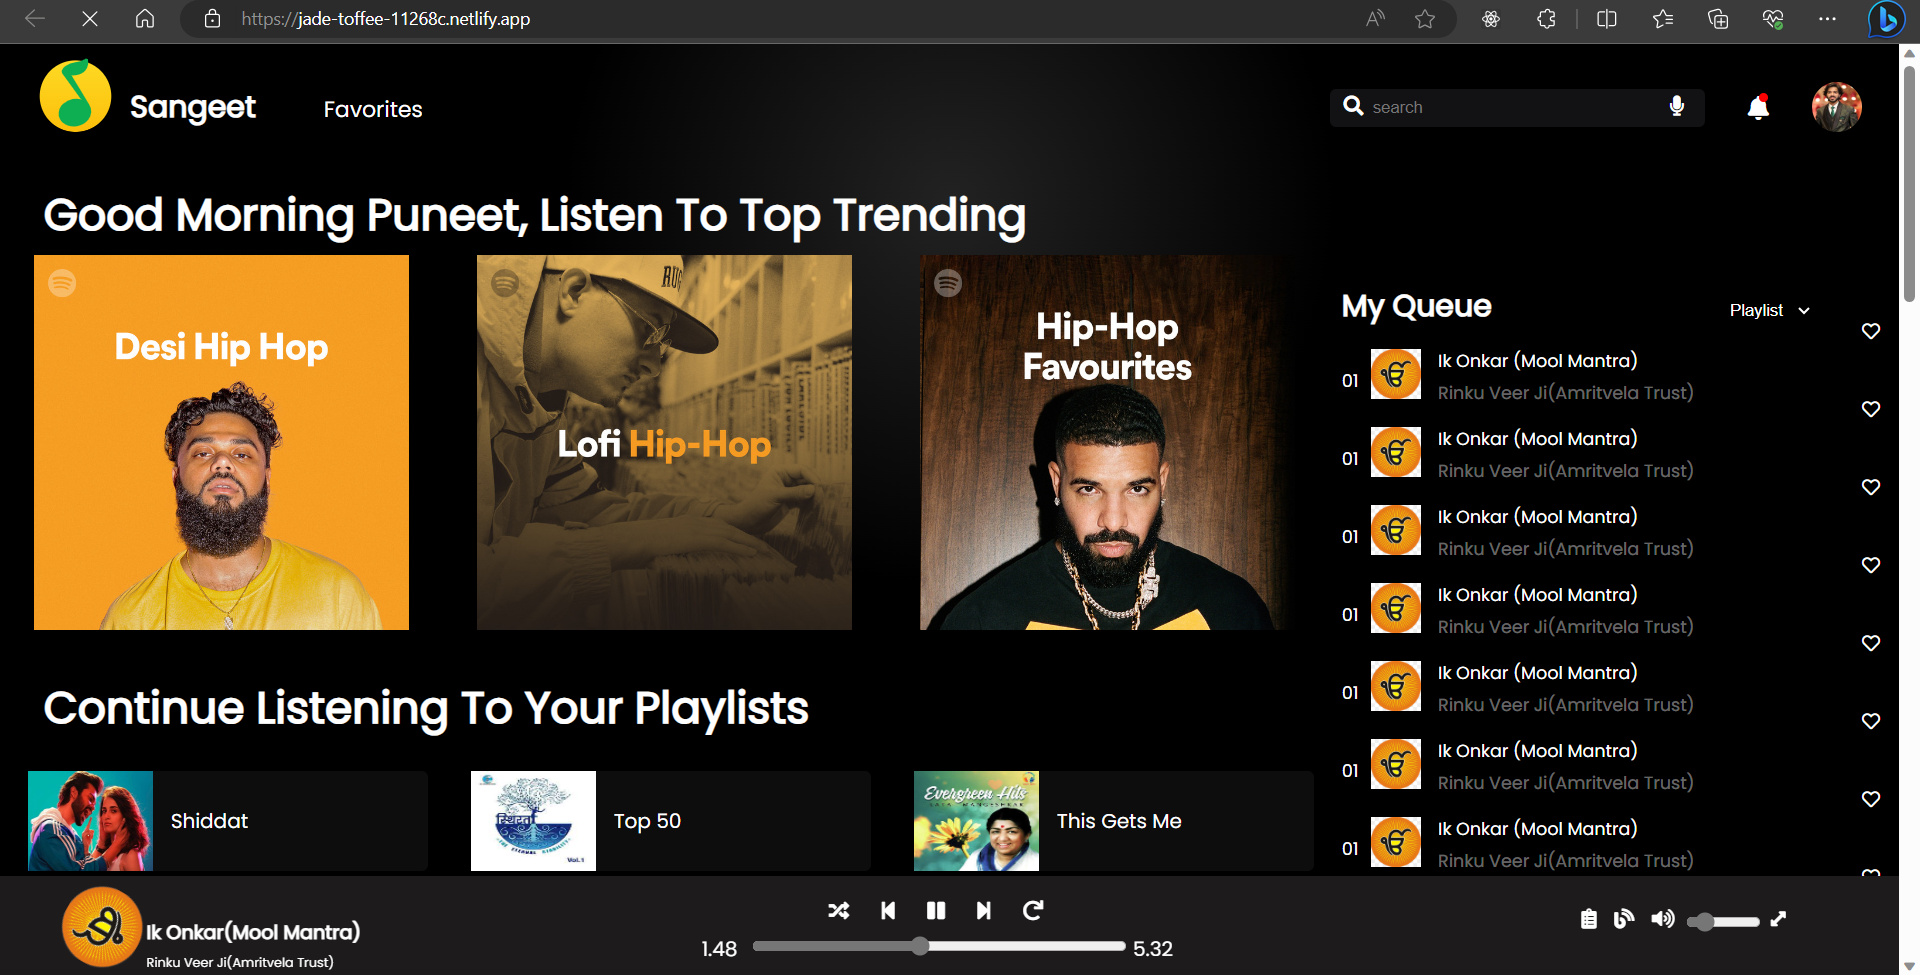 https://jade-toffee-11268c.netlify.app
Sangeet
Favorites
search
Good Morning Puneet, Listen To Top Trending
Desi Hip Hop
RUG
Lofi Hip-Hop
Hip-Hop
Favourites
My Queue
Playlist
01
Ik Onkar (Mool Mantra)
Rinku Veer Ji(Amritvela Trust)
01
Ik Onkar (Mool Mantra)
Rinku Veer Ji(Amritvela Trust)
01
Ik Onkar (Mool Mantra)
Rinku Veer Ji(Amritvela Trust)
01
Ik Onkar (Mool Mantra)
Rinku Veer Ji(Amritvela Trust)
01
Ik Onkar (Mool Mantra)
Rinku Veer Ji(Amritvela Trust)
01
Ik Onkar (Mool Mantra)
Rinku Veer Ji(Amritvela Trust)
01
Ik Onkar (Mool Mantra)
Rinku Veer Ji(Amritvela Trust)
Continue Listening To Your Playlists
Shiddat
Vol.1
Top 50
Evergreen Hits
LATA MANGESHKAR
This Gets Me
Ik Onkar(Mool Mantra)
Rinku Veer Ji(Amritvela Trust)
1.48
5.32